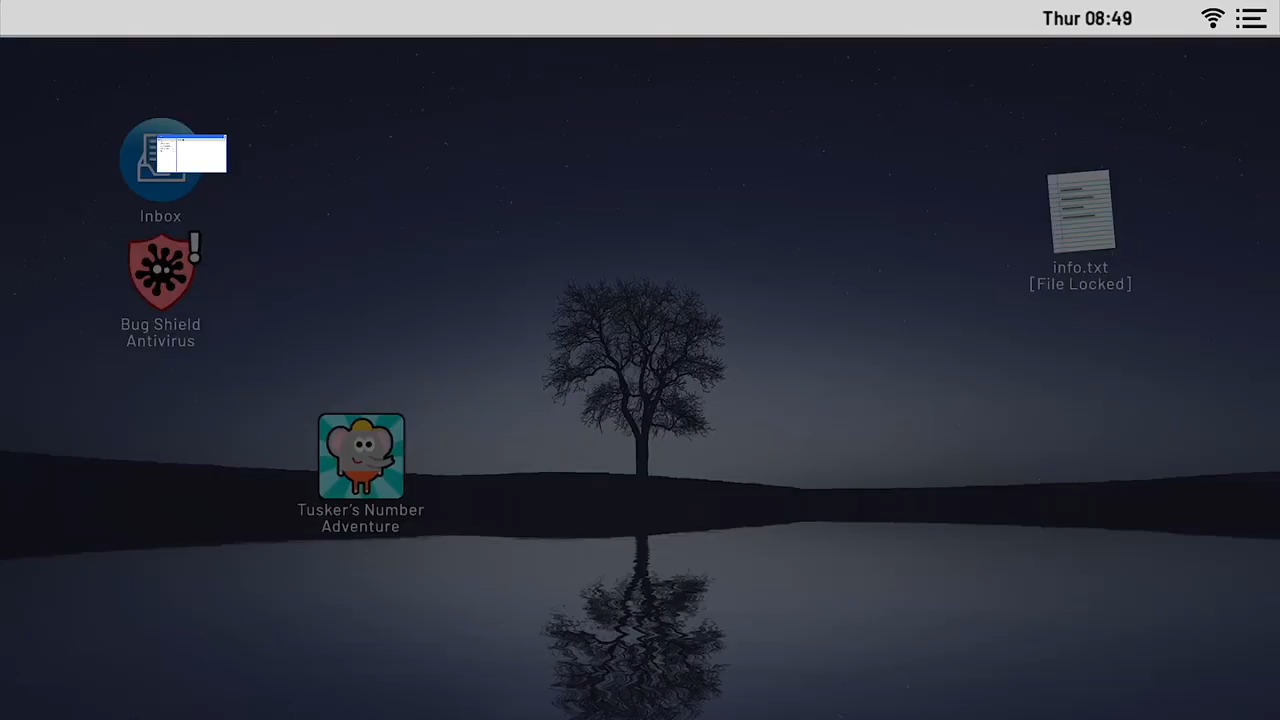 Thur 08:49
Inbox
Bug Shield
Antivirus
info.txt
[File Locked]
Tusker's Number
Adventure